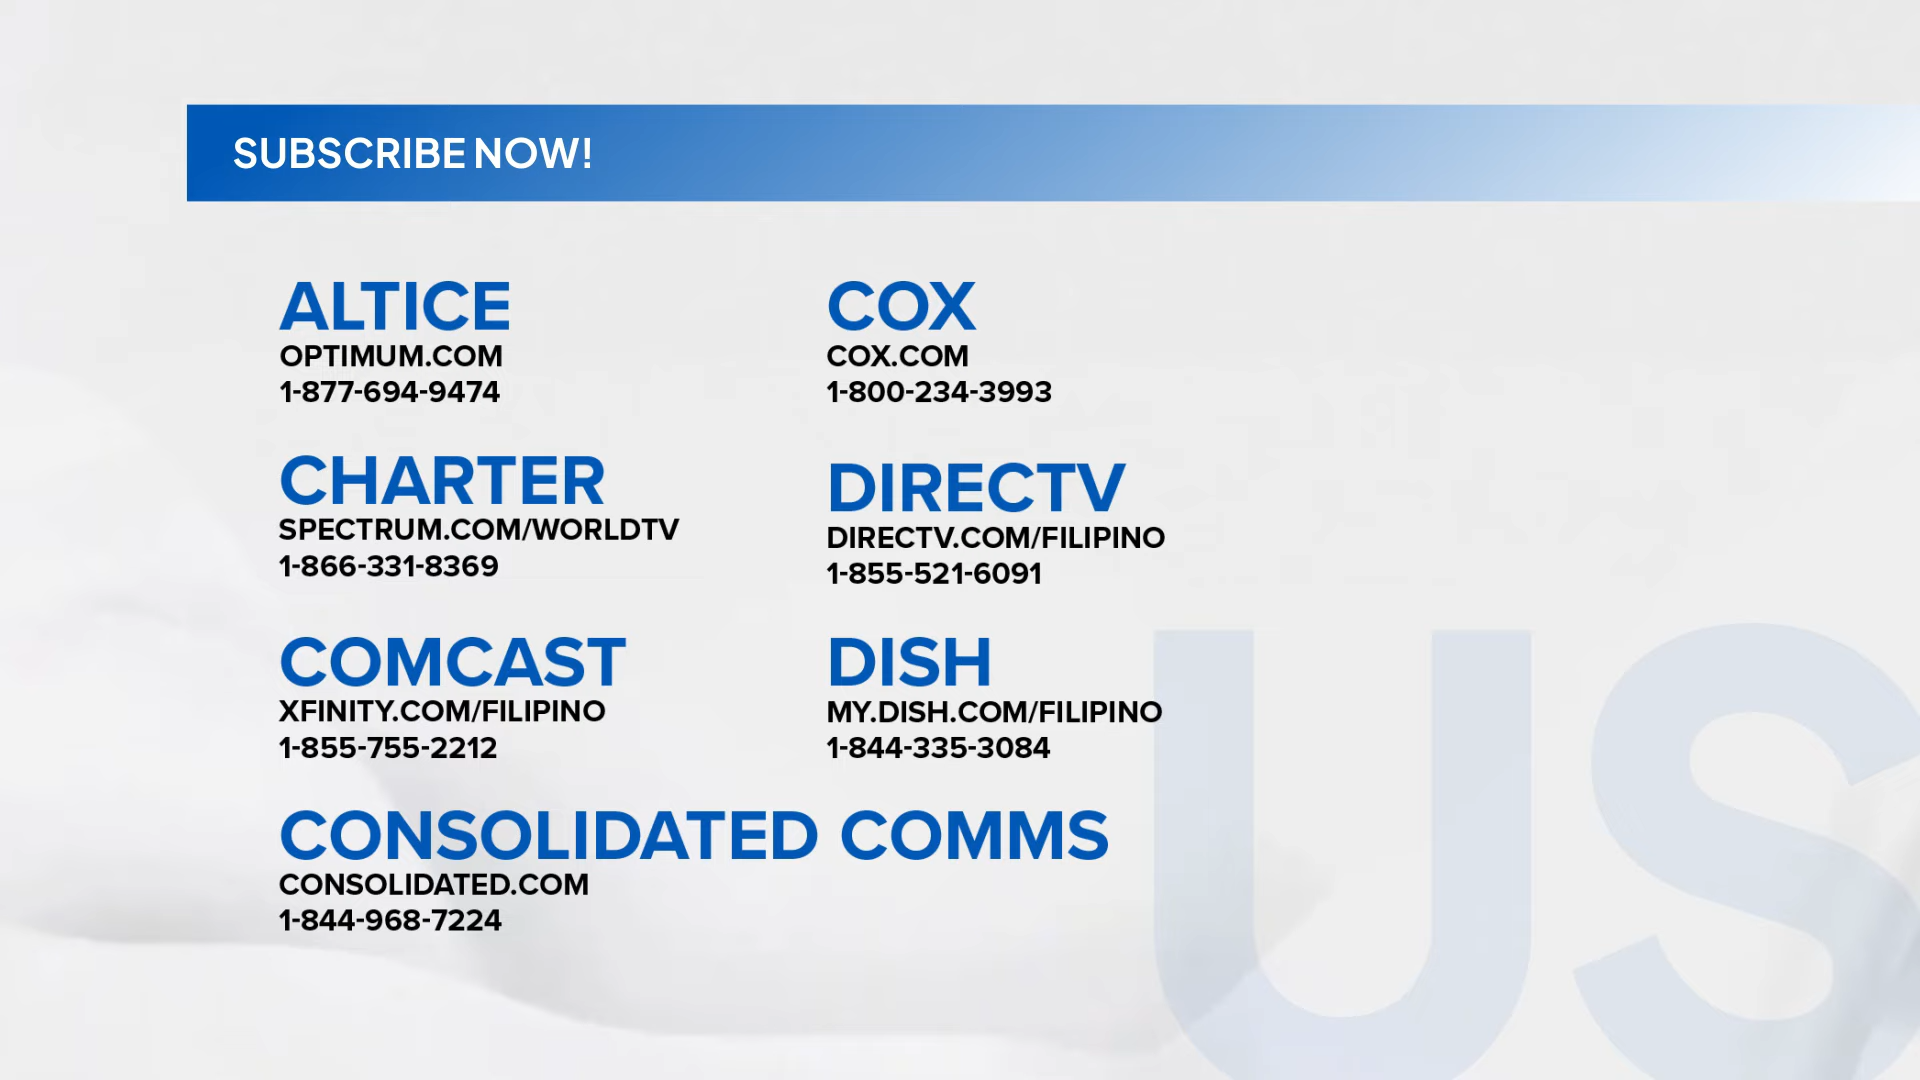 SUBSCRIBE NOW!
ALTICE
OPTIMUM.COM
1-877-694-9474
CHARTER
SPECTRUM.COM/WORLDTV
1-866-331-8369
COMCAST
XFINITY.COM/FILIPINO
1-855-755-2212
CONSOLIDATED COMMS
CONSOLIDATED.COM
1-844-968-7224
COX
COX.COM
1-800-234-3993
DIRECTV
DIRECTV.COM/FILIPINO
1-855-521-6091
DISH
MY.DISH.COM/FILIPINO
1-844-335-3084
US